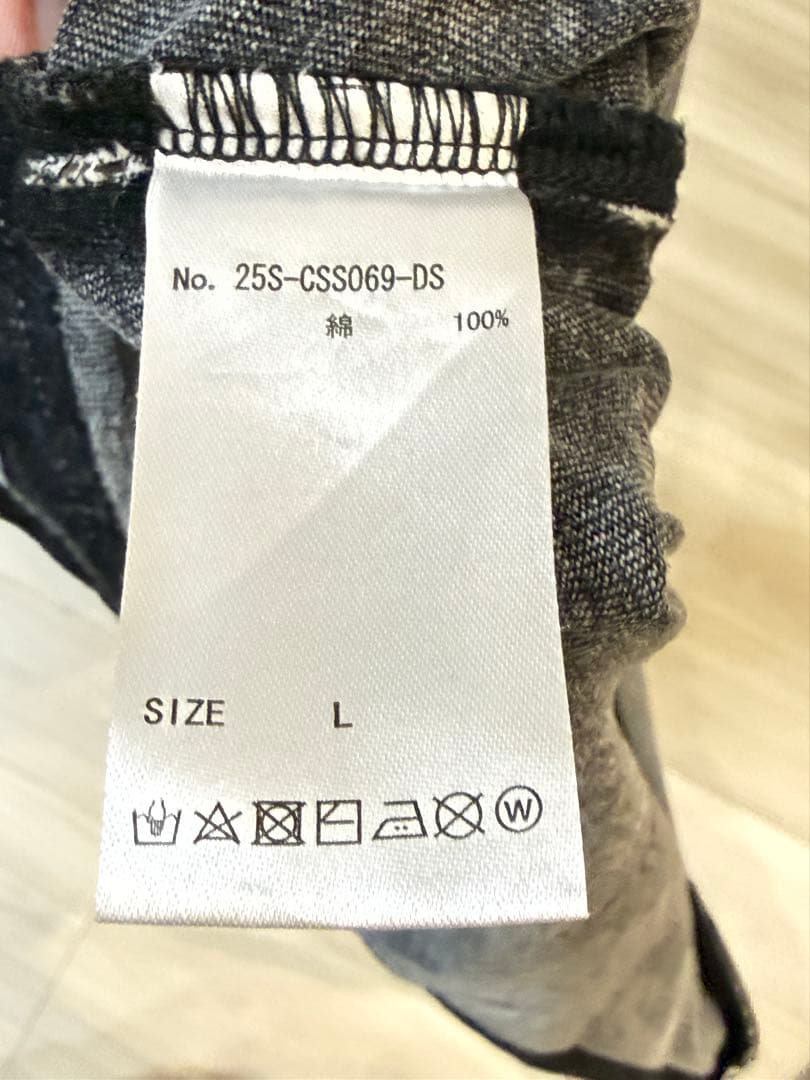 No. 25S-CSS069-DS
綿 100%
SIZE L
W